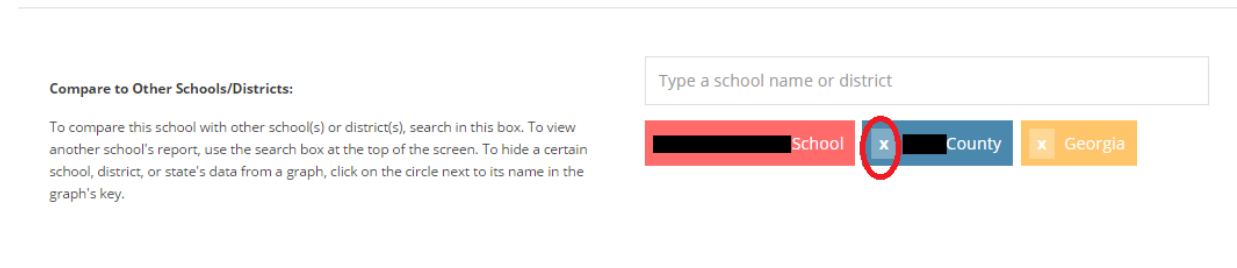 Compare to Other Schools/Districts:
To compare this school with other school(s) or district(s), search in this box. To view
another school's report, use the search box at the top of the screen. To hide a certain
school, district, or state's data from a graph, click on the circle next to its name in the
graph's key.
Type a school name or district
School x County x Georgia